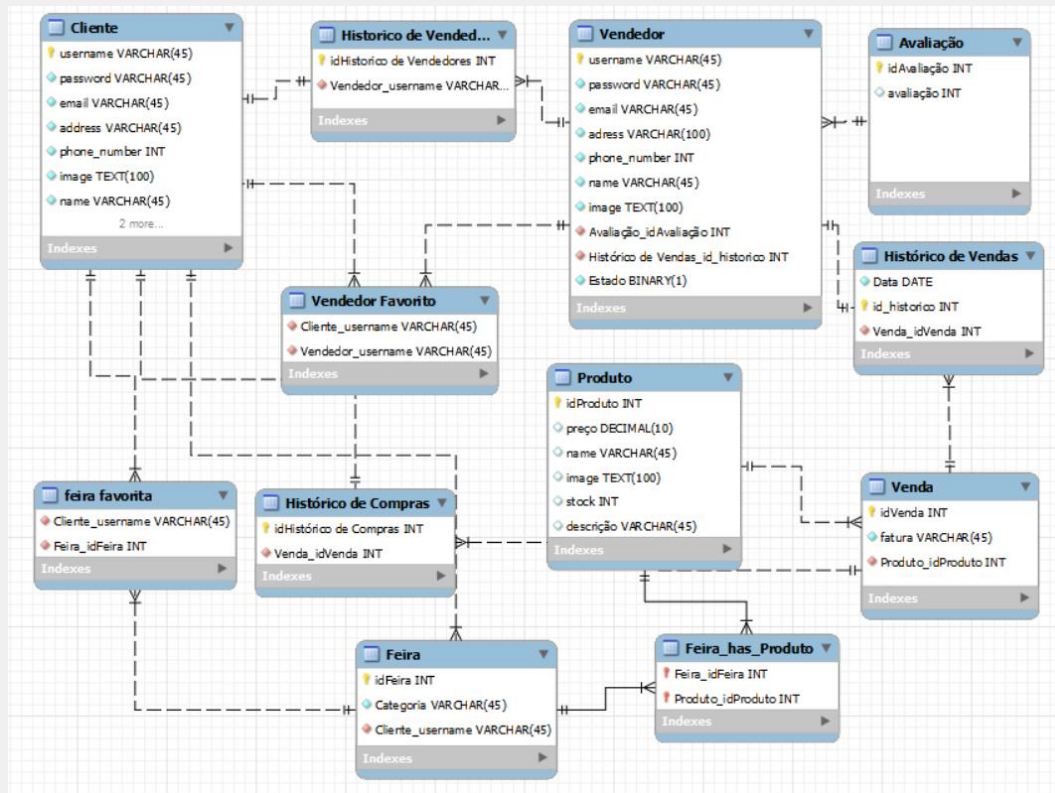 Cliente
username VARCHAR(45)
password VARCHAR(45)
email VARCHAR(45)
address VARCHAR(45)
phone_number INT
image TEXT(100)
name VARCHAR(45)
2 more...
Indexes
Historico de Vended...
idHistorico de Vendedores INT
Vendedor_username VARCHAR...
Indexes
Vendedor
username VARCHAR(45)
password VARCHAR(45)
email VARCHAR(45)
adress VARCHAR(100)
phone_number INT
name VARCHAR(45)
image TEXT(100)
Avaliação_idAvaliação INT
Histórico de Vendas_id_historico INT
Estado BINARY(1)
Indexes
Avaliação
idAvaliação INT
avaliação INT
Indexes
Histórico de Vendas
Data DATE
id_historico INT
Venda_idVenda INT
Indexes
Vendedor Favorito
Cliente_username VARCHAR(45)
Vendedor_username VARCHAR(45)
Indexes
Produto
idProduto INT
preço DECIMAL(10)
name VARCHAR(45)
image TEXT(100)
stock INT
descrição VARCHAR(45)
Indexes
feira favorita
Cliente_username VARCHAR(45)
Feira_idFeira INT
Indexes
Histórico de Compras
idHistórico de Compras INT
Venda_idVenda INT
Indexes
Venda
idVenda INT
fatura VARCHAR(45)
Produto_idProduto INT
Indexes
Feira
idFeira INT
Categoria VARCHAR(45)
Cliente_username VARCHAR(45)
Indexes
Feira_has_Produto
Feira_idFeira INT
Produto_idProduto INT
Indexes